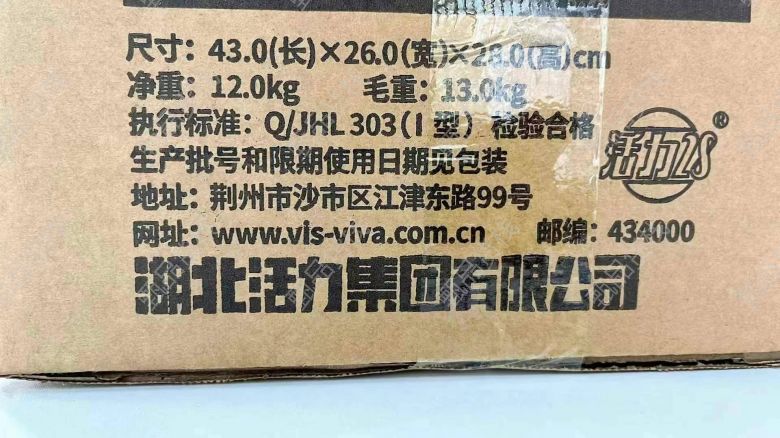 尺寸：43.0(长)×26.0(宽)×28.0(高)cm
净重：12.0kg 毛重：13.0kg
执行标准：Q/JHL 303(Ⅰ型) 检验合格
生产批号和限期使用日期见包装
地址：荆州市沙市区江津东路99号
网址：www.vis-viva.com.cn 邮编：434000
湖北活力集团有限公司
活力28®